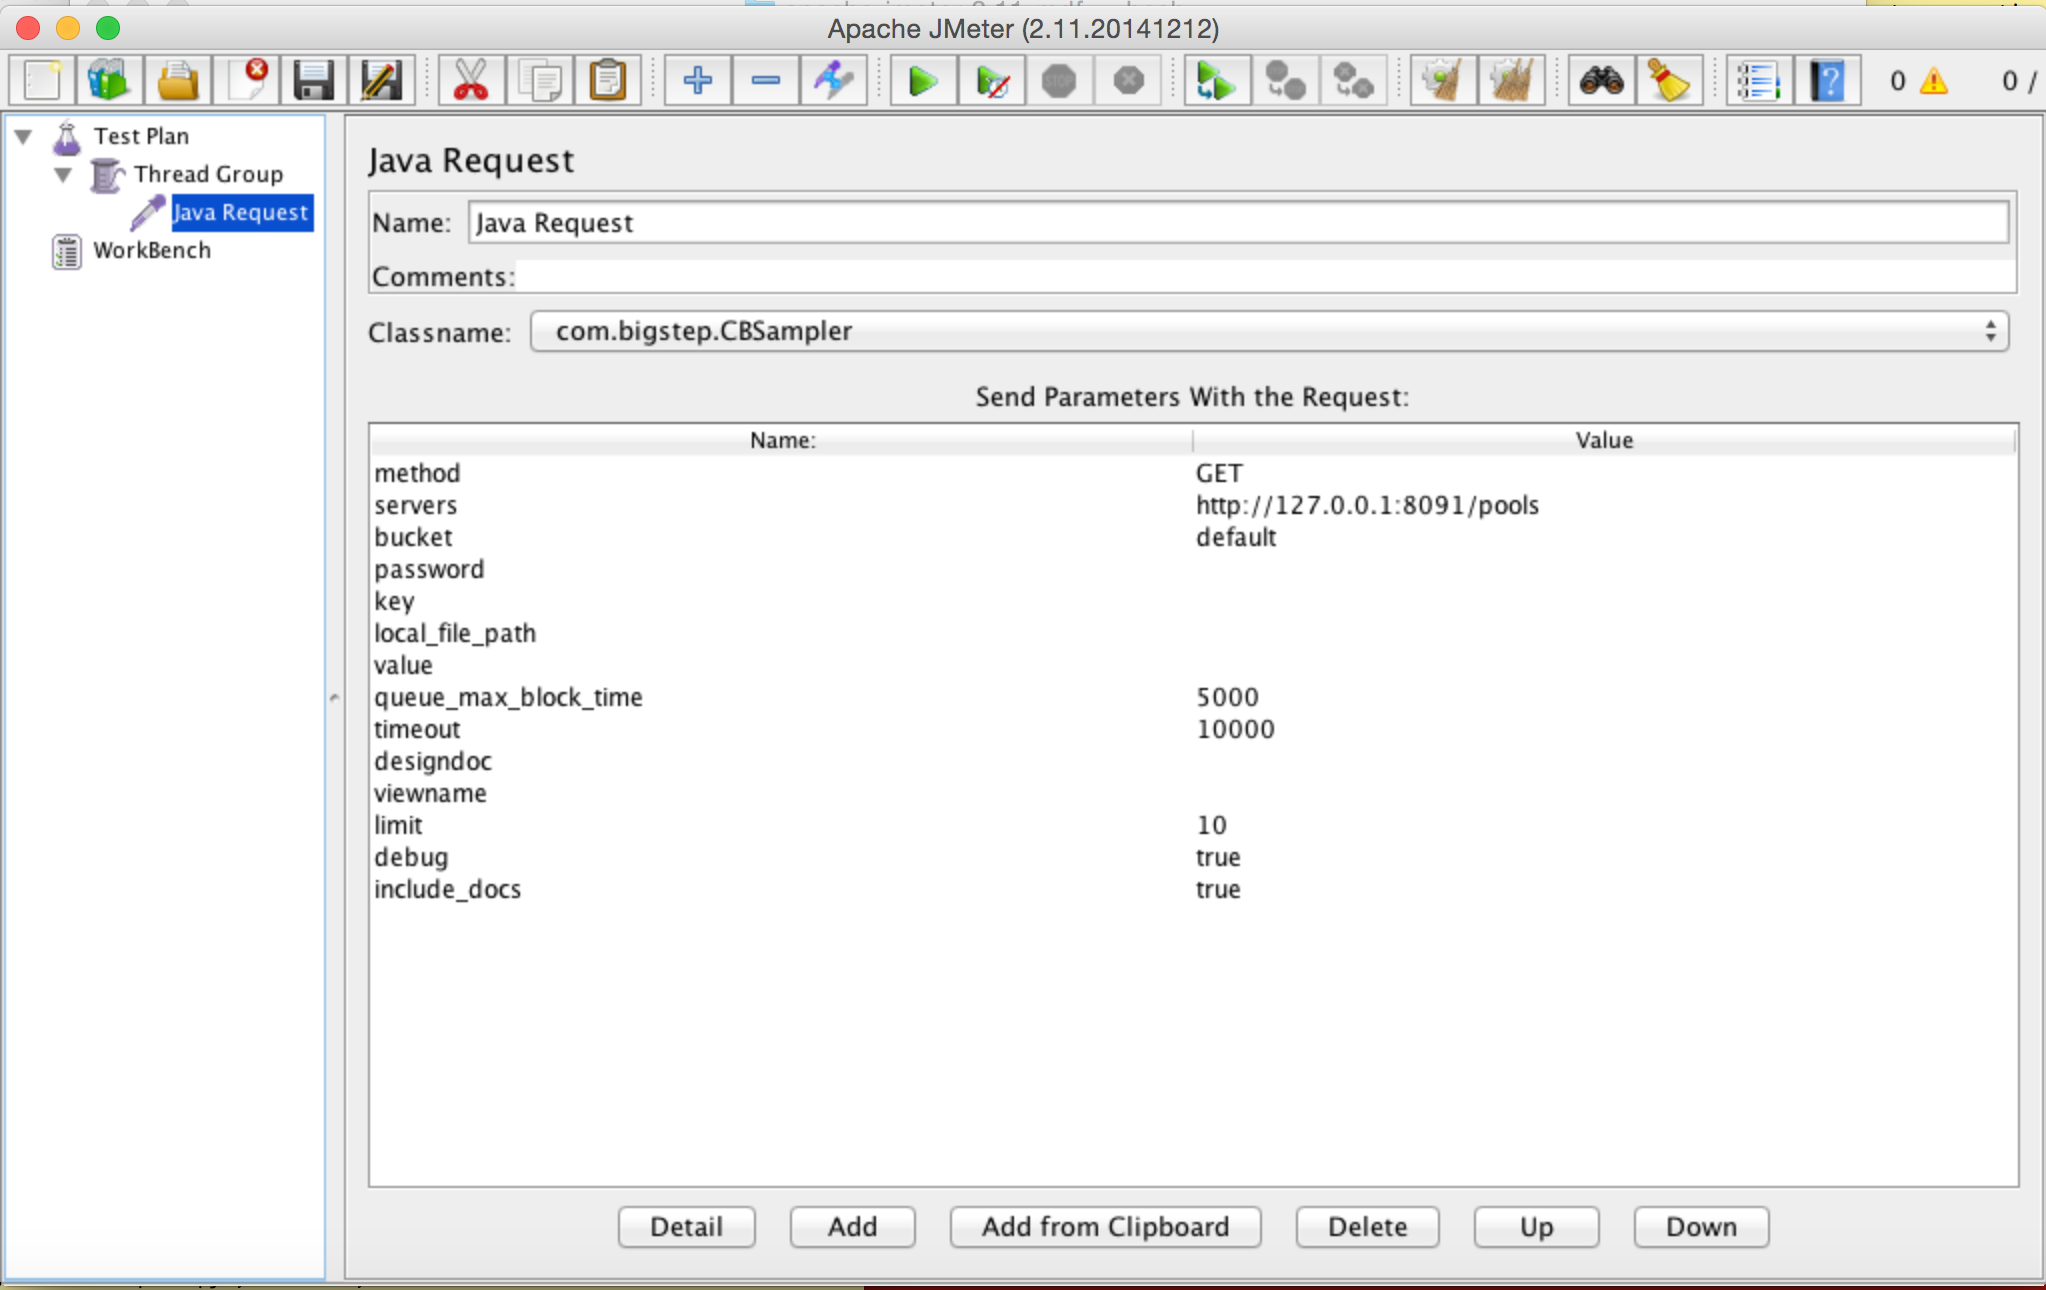 Apache JMeter (2.11.20141212)
STOP
?
0
0 /
Test Plan
Thread Group
Java Request
WorkBench
Java Request
Name: Java Request
Comments:
Classname: com.bigstep.CBSampler
Send Parameters With the Request:
Name: Value
method GET
servers http://127.0.0.1:8091/pools
bucket default
password
key
local_file_path
value
queue_max_block_time 5000
timeout 10000
designdoc
viewname
limit 10
debug true
include_docs true
Detail Add Add from Clipboard Delete Up Down